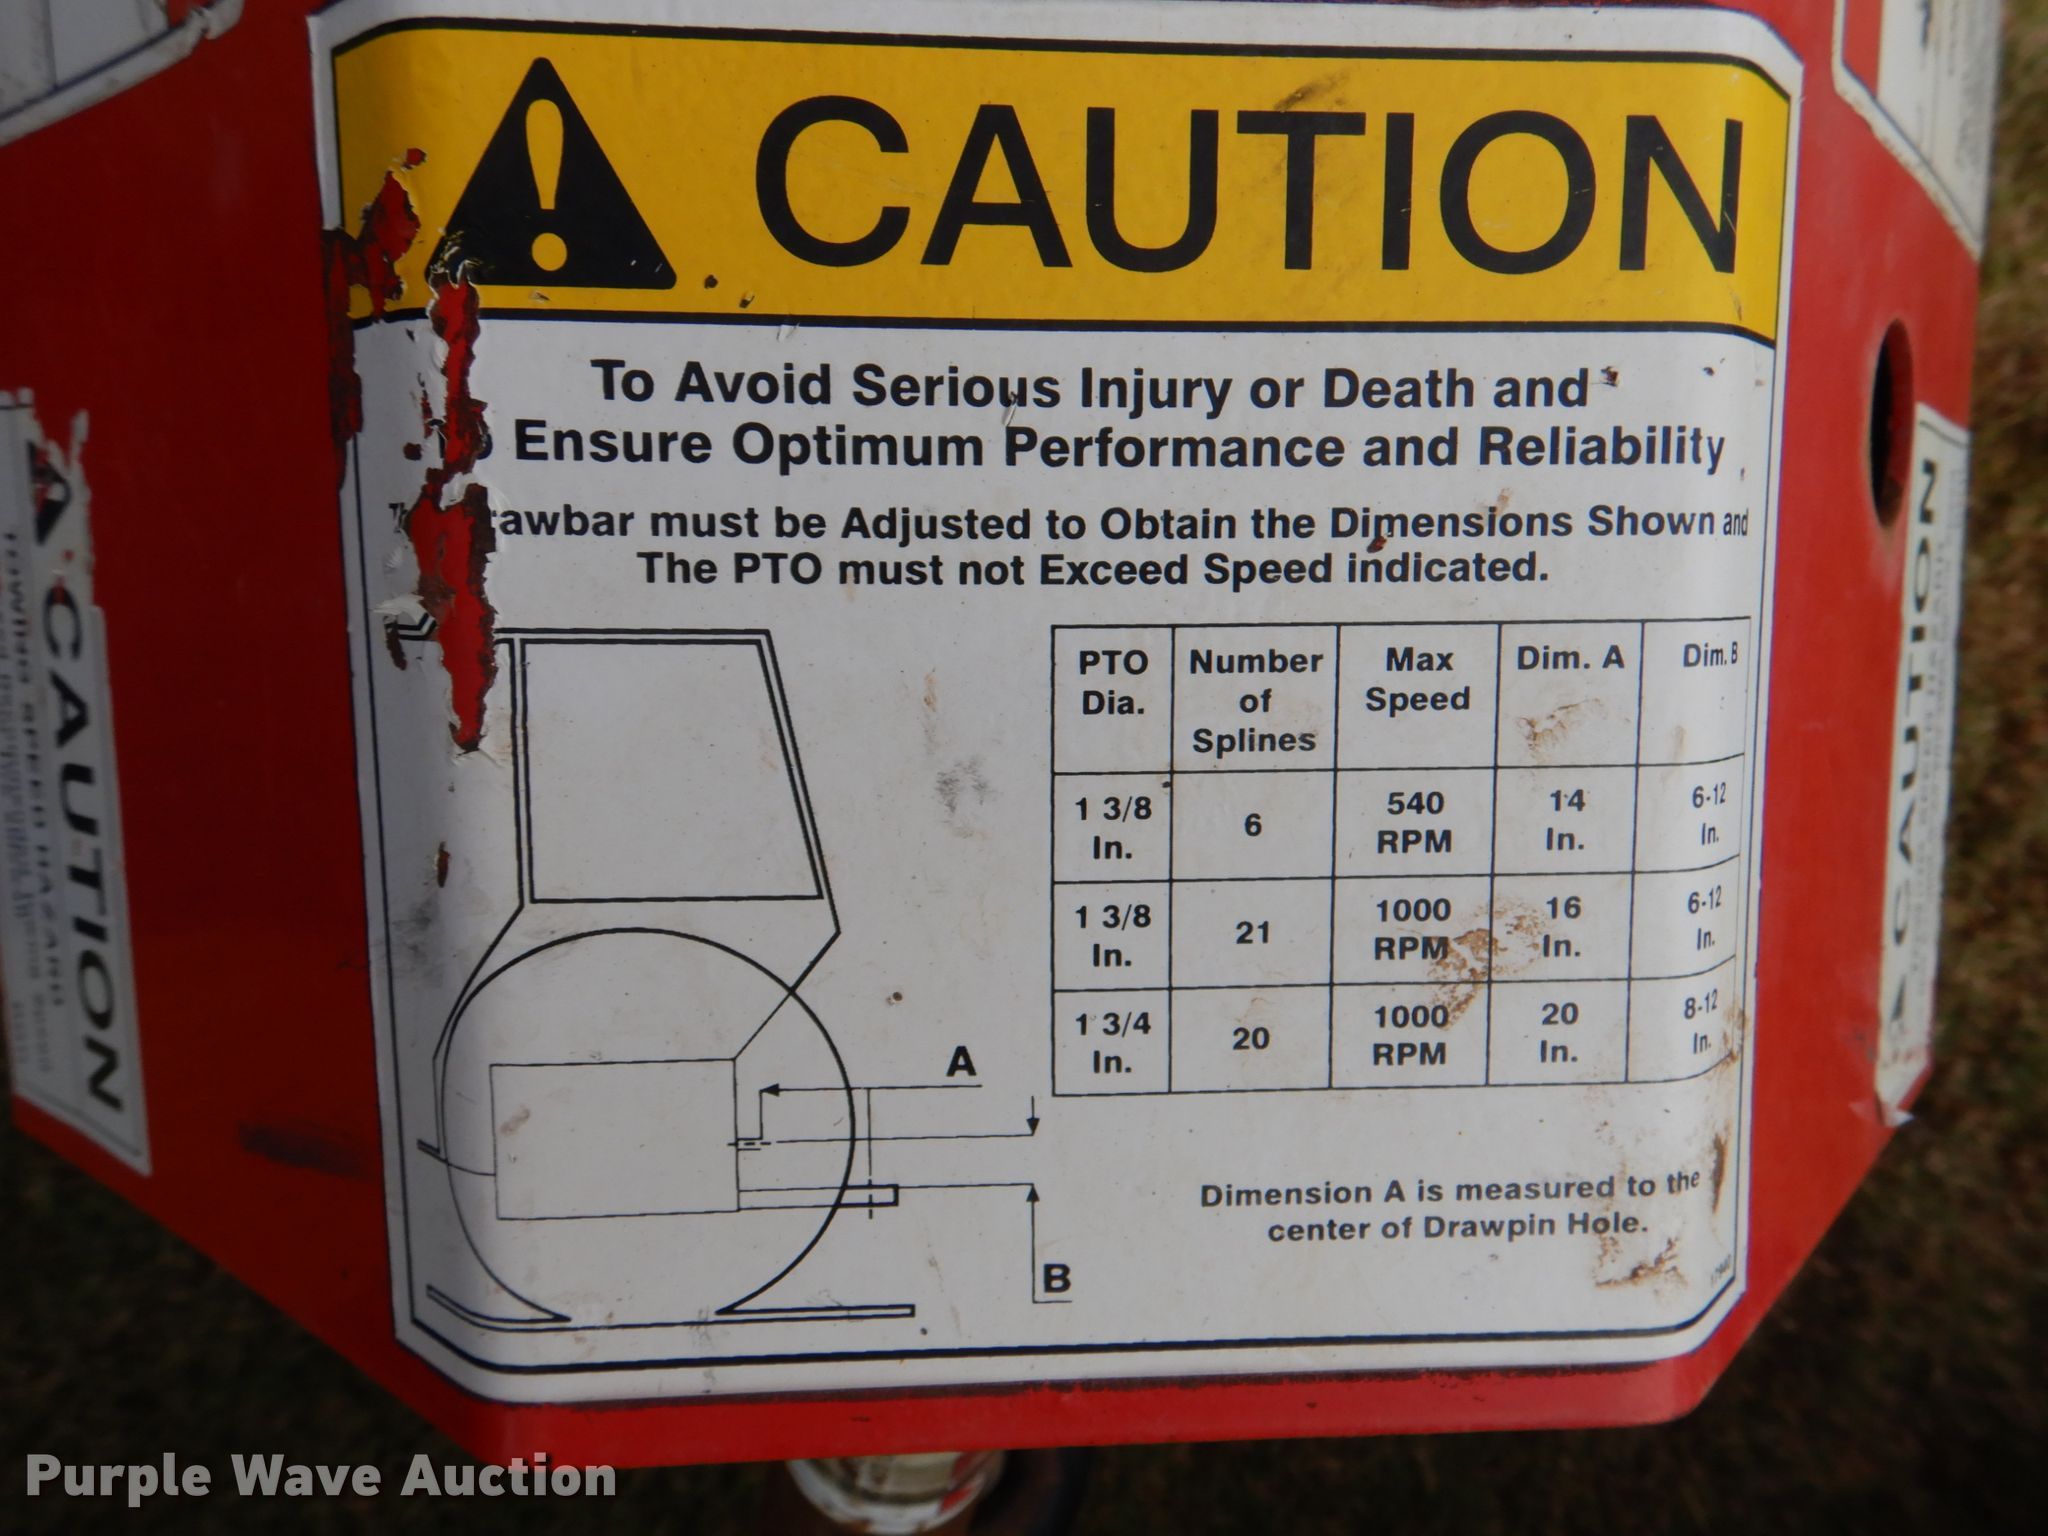 CAUTION
To Avoid Serious Injury or Death and
Ensure Optimum Performance and Reliability
must be Adjusted to Obtain the Dimensions Shown and
The PTO must not Exceed Speed indicated.
PTO Dia. Number of Splines Max Speed Dim. A Dim. B
1 3/8 In. 6 540 RPM 14 In. 6-12 In.
1 3/8 In. 21 1000 RPM 16 In. 6-12 In.
1 3/4 In. 20 1000 RPM 20 In. 8-12 In.
A
B
Dimension A is measured to the
center of Drawpin Hole.
CAUTION
TOWING SPEED HAZARD
CAUTION
Purple Wave Auction